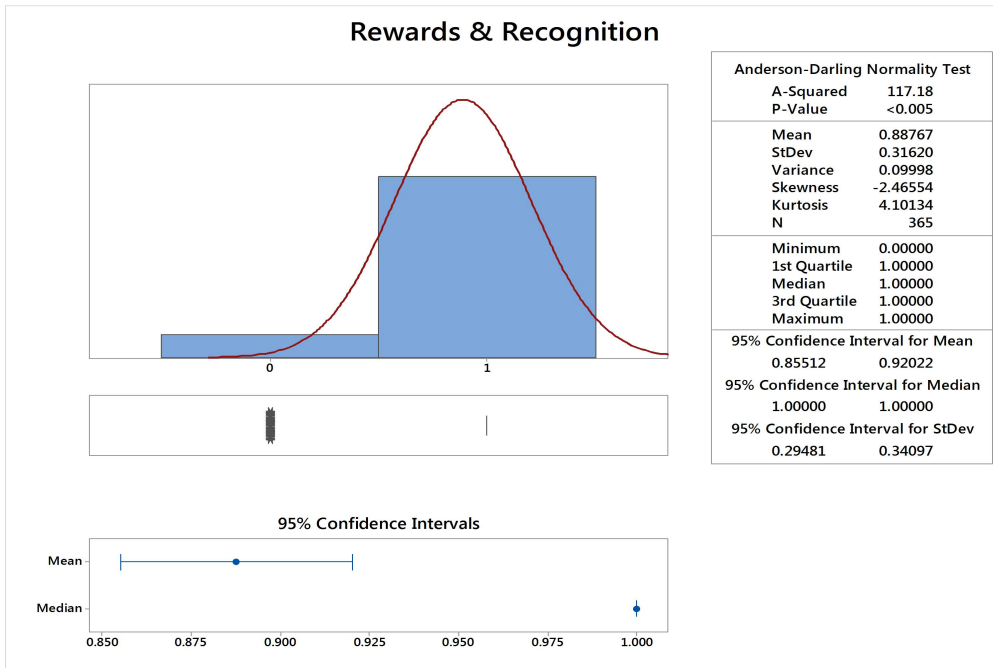 Rewards & Recognition
0 1
95% Confidence Intervals
Mean
Median
0.850 0.875 0.900 0.925 0.950 0.975 1.000
Anderson-Darling Normality Test
A-Squared 117.18
P-Value <0.005
Mean 0.88767
StDev 0.31620
Variance 0.09998
Skewness -2.46554
Kurtosis 4.10134
N 365
Minimum 0.00000
1st Quartile 1.00000
Median 1.00000
3rd Quartile 1.00000
Maximum 1.00000
95% Confidence Interval for Mean
0.85512 0.92022
95% Confidence Interval for Median
1.00000 1.00000
95% Confidence Interval for StDev
0.29481 0.34097